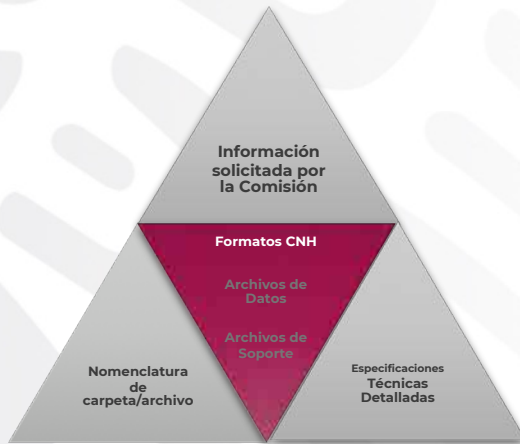 Información
solicitada por
la Comisión
Formatos CNH
Archivos de
Datos
Archivos de
Soporte
Nomenclatura
de
carpeta/archivo
Especificaciones
Técnicas
Detalladas